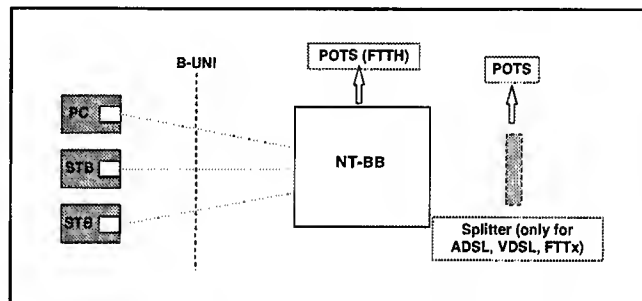 B-UNI
POTS (FTTH)
POTS
PC
STB
STB
NT-BB
Splitter (only for
ADSL, VDSL, FTTx)